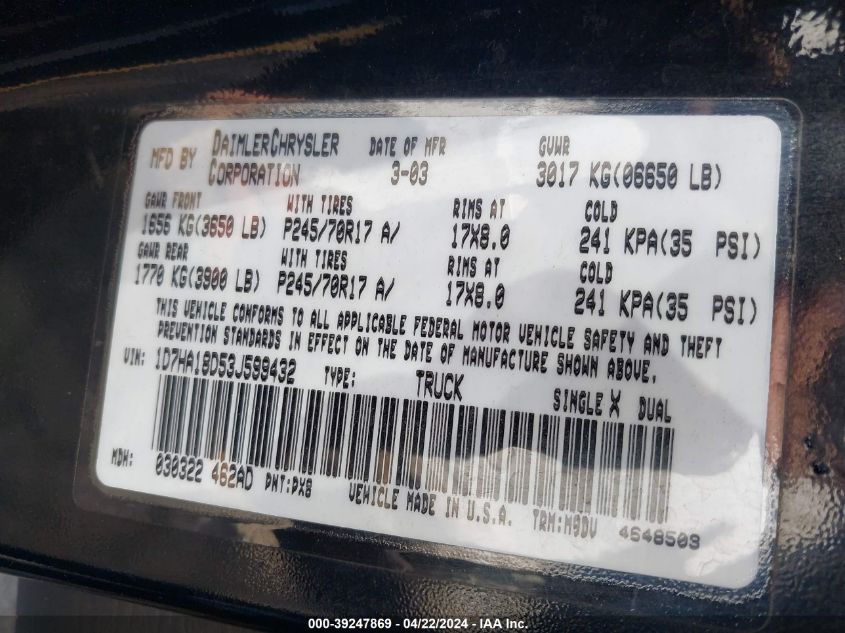 MFD BY DAIMLERCHRYSLER CORPORATION DATE OF MFR 3-03 GVWR 3017 KG(06650 LB)
GAWR FRONT WITH TIRES RIMS AT COLD
1656 KG(3650 LB) P245/70R17 A/ 17X8.0 241 KPA(35 PSI)
GAWR REAR WITH TIRES RIMS AT COLD
1770 KG(3900 LB) P245/70R17 A/ 17X8.0 241 KPA(35 PSI)
THIS VEHICLE CONFORMS TO ALL APPLICABLE FEDERAL MOTOR VEHICLE SAFETY AND THEFT
PREVENTION STANDARDS IN EFFECT ON THE DATE OF MANUFACTURE SHOWN ABOVE.
VIN: 1D7HA18D53J599432 TYPE: TRUCK SINGLE X DUAL
MDH: 030322 462AD PNT:PX8 VEHICLE MADE IN U.S.A. TRM:M9DV 4648509
000-39247869 - 04/22/2024 - IAA, Inc.